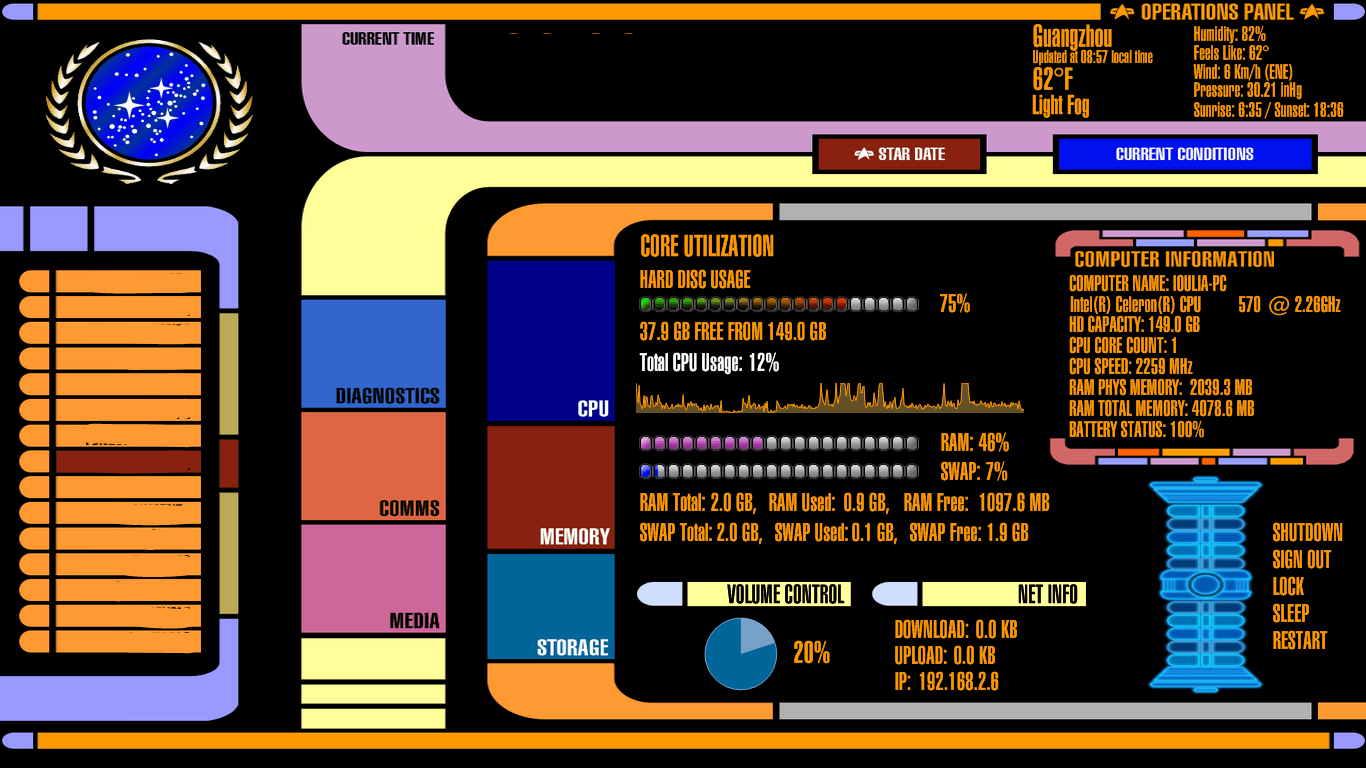 OPERATIONS PANEL
CURRENT TIME
Guangzhou
Updated at 08:57 local time
62°F
Light Fog
Humidity: 82%
Feels Like: 62°
Wind: 6 Km/h (ENE)
Pressure: 30.21 inHg
Sunrise: 6:35 / Sunset: 18:36
STAR DATE
CURRENT CONDITIONS
DIAGNOSTICS
COMMS
MEDIA
CPU
MEMORY
STORAGE
CORE UTILIZATION
HARD DISC USAGE
75%
37.9 GB FREE FROM 149.0 GB
Total CPU Usage: 12%
RAM: 46%
SWAP: 7%
RAM Total: 2.0 GB, RAM Used: 0.9 GB, RAM Free: 1097.6 MB
SWAP Total: 2.0 GB, SWAP Used: 0.1 GB, SWAP Free: 1.9 GB
VOLUME CONTROL
20%
NET INFO
DOWNLOAD: 0.0 KB
UPLOAD: 0.0 KB
IP: 192.168.2.6
COMPUTER INFORMATION
COMPUTER NAME: IOULIA-PC
Intel(R) Celeron(R) CPU 570 @ 2.26GHz
HD CAPACITY: 149.0 GB
CPU CORE COUNT: 1
CPU SPEED: 2259 MHz
RAM PHYS MEMORY: 2039.3 MB
RAM TOTAL MEMORY: 4078.6 MB
BATTERY STATUS: 100%
SHUTDOWN
SIGN OUT
LOCK
SLEEP
RESTART